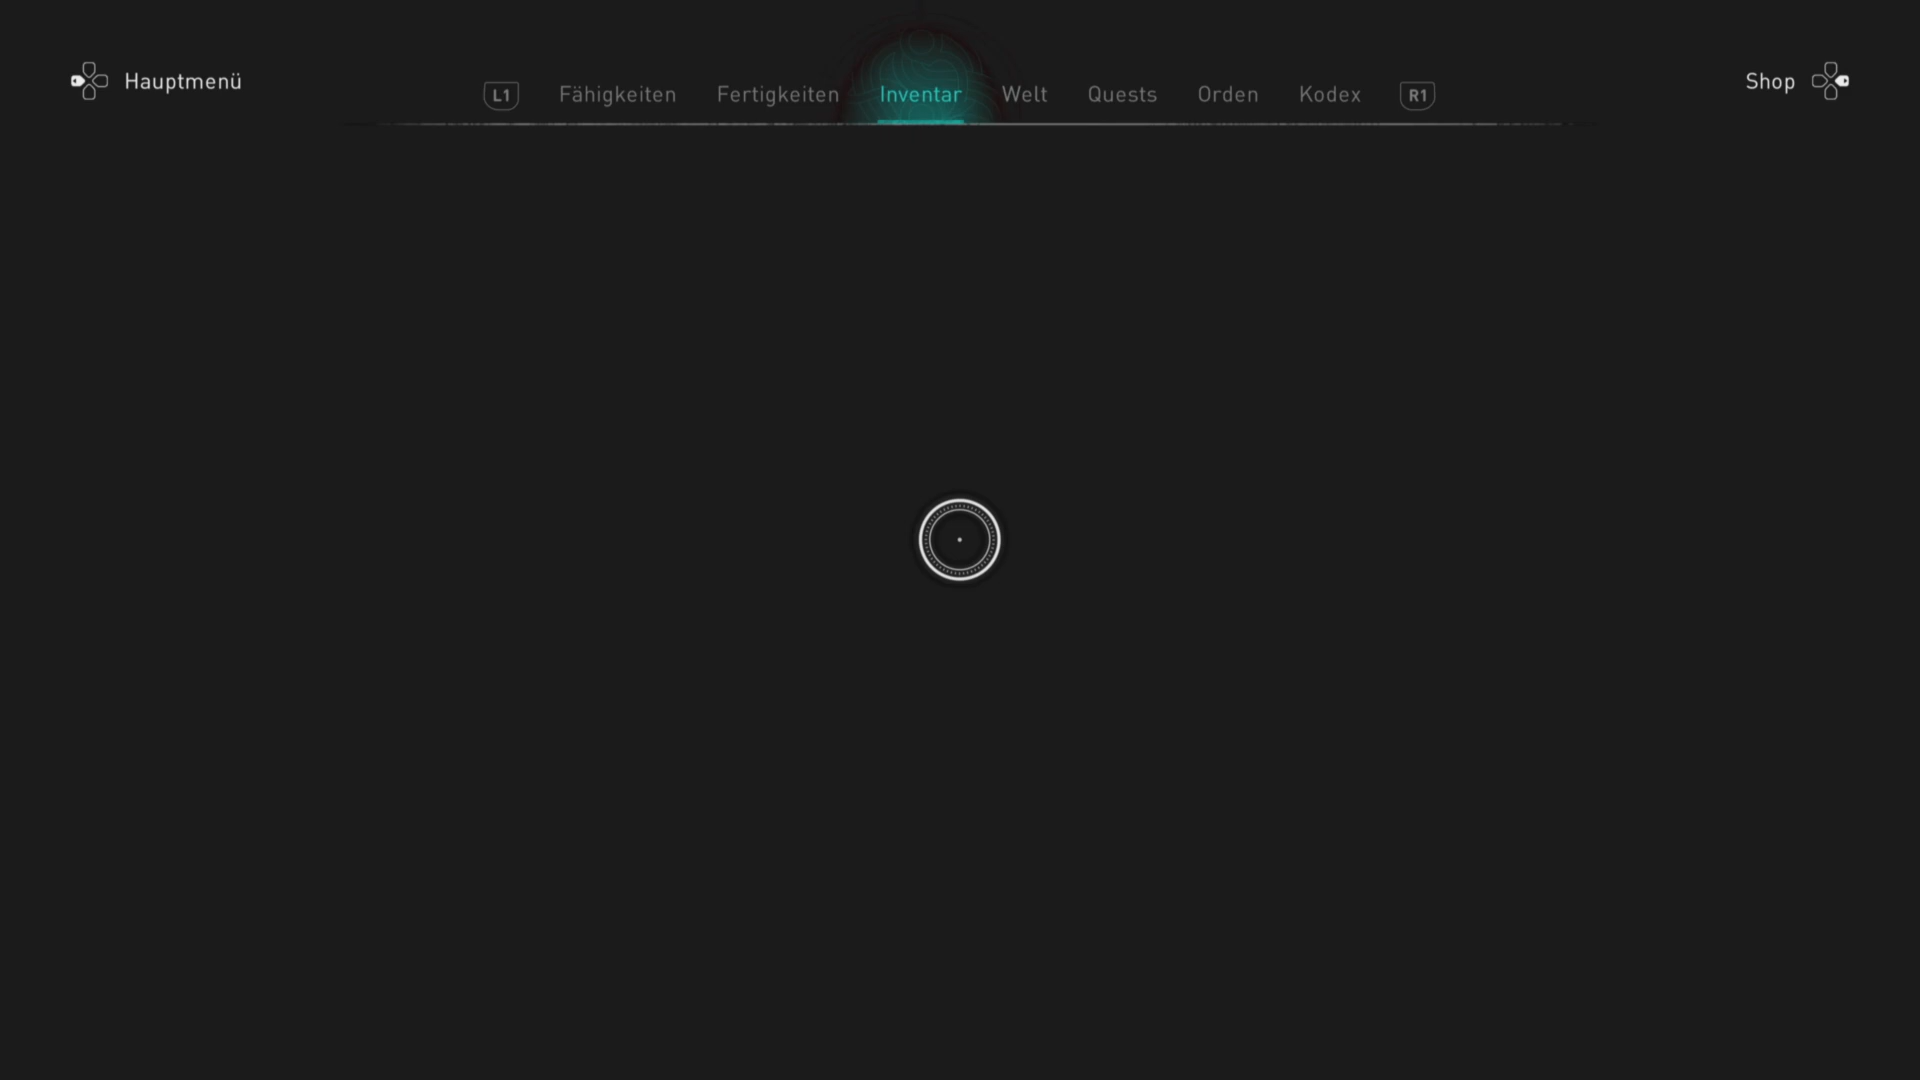 Hauptmenü
L1 Fähigkeiten Fertigkeiten Inventar Welt Quests Orden Kodex R1
Shop